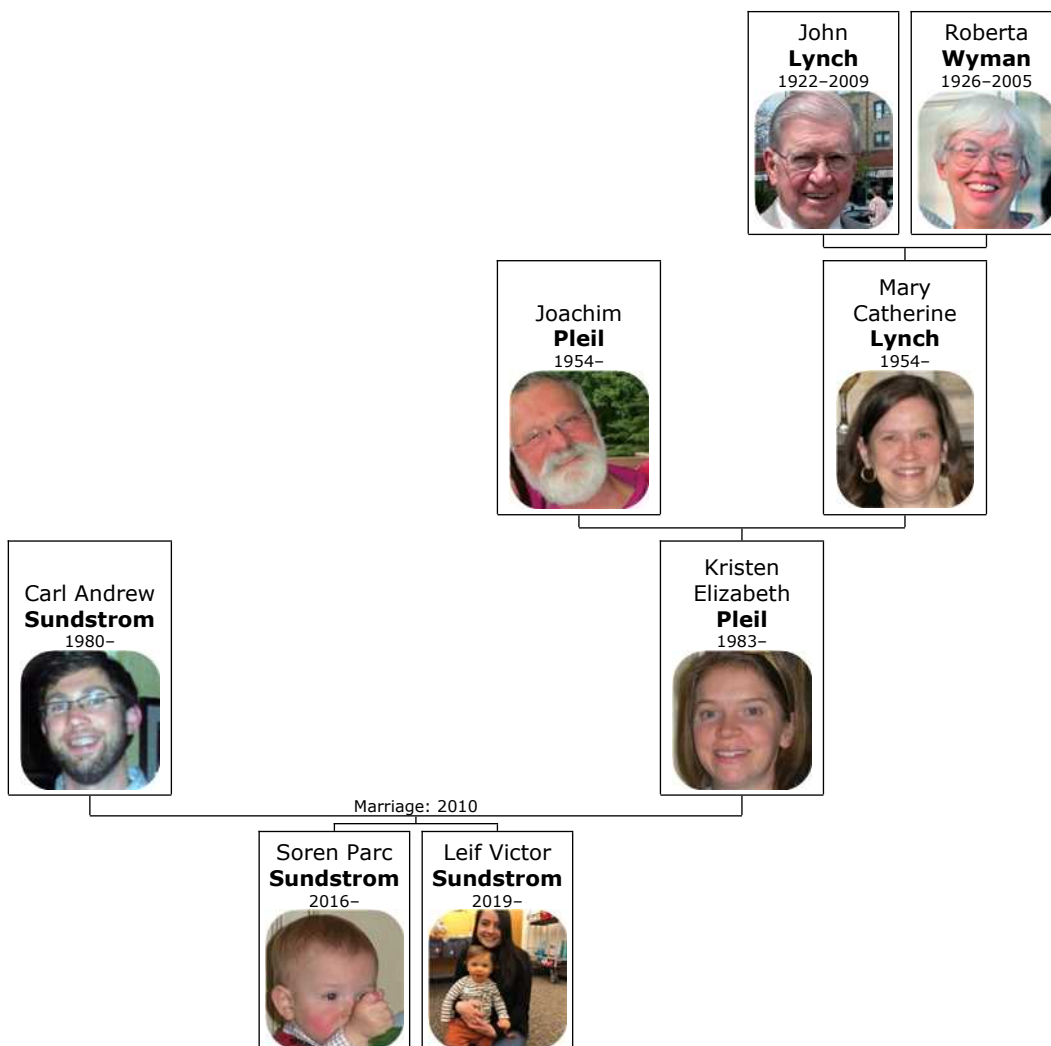 John
Lynch
1922–2009
Roberta
Wyman
1926–2005
Joachim
Pleil
1954–
Mary
Catherine
Lynch
1954–
Carl Andrew
Sundstrom
1980–
Kristen
Elizabeth
Pleil
1983–
Marriage: 2010
Soren Parc
Sundstrom
2016–
Leif Victor
Sundstrom
2019–